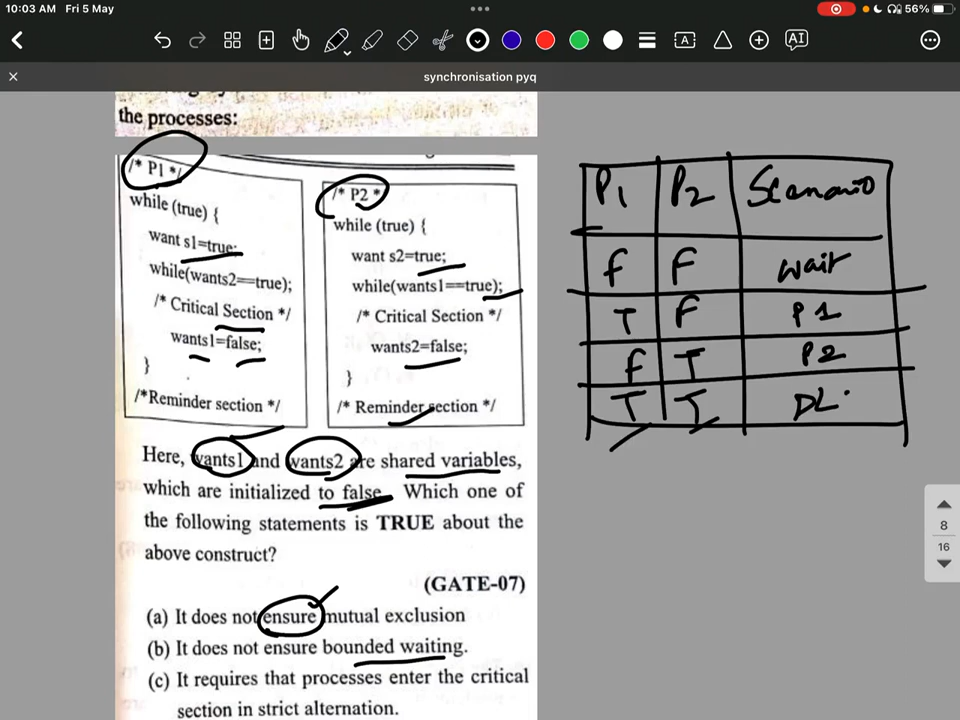 10:03 AM Fri 5 May
56%
AI
synchronisation pyq
the processes:
/* P1 */
while (true) {
want s1=true;
while(wants2==true);
/* Critical Section */
wants1=false;
}
/*Reminder section */
/* P2 *
while (true) {
want s2=true;
while(wants1==true);
/* Critical Section */
wants2=false;
}
/* Reminder section */
Here, wants1 and wants2 are shared variables,
which are initialized to false. Which one of
the following statements is TRUE about the
above construct?
(GATE-07)
(a) It does not ensure mutual exclusion
(b) It does not ensure bounded waiting.
(c) It requires that processes enter the critical
section in strict alternation.
P1 P2 Scenario
F F wait
T F P1
F T P2
T T DL.
8
16